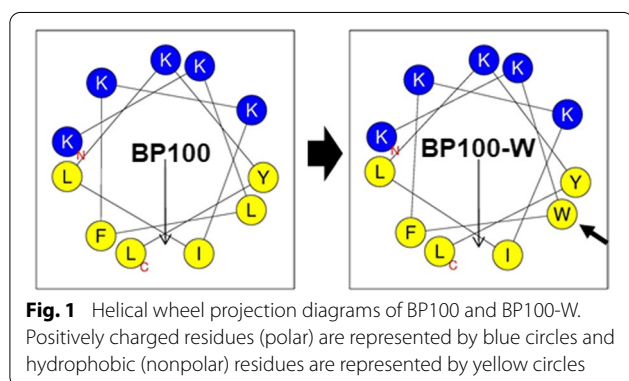 K
K
K
K
K
N
BP100
L
Y
L
F
L
I
C
K
K
K
K
K
N
BP100-W
L
Y
W
F
L
I
C
Fig. 1 Helical wheel projection diagrams of BP100 and BP100-W.
Positively charged residues (polar) are represented by blue circles and
hydrophobic (nonpolar) residues are represented by yellow circles